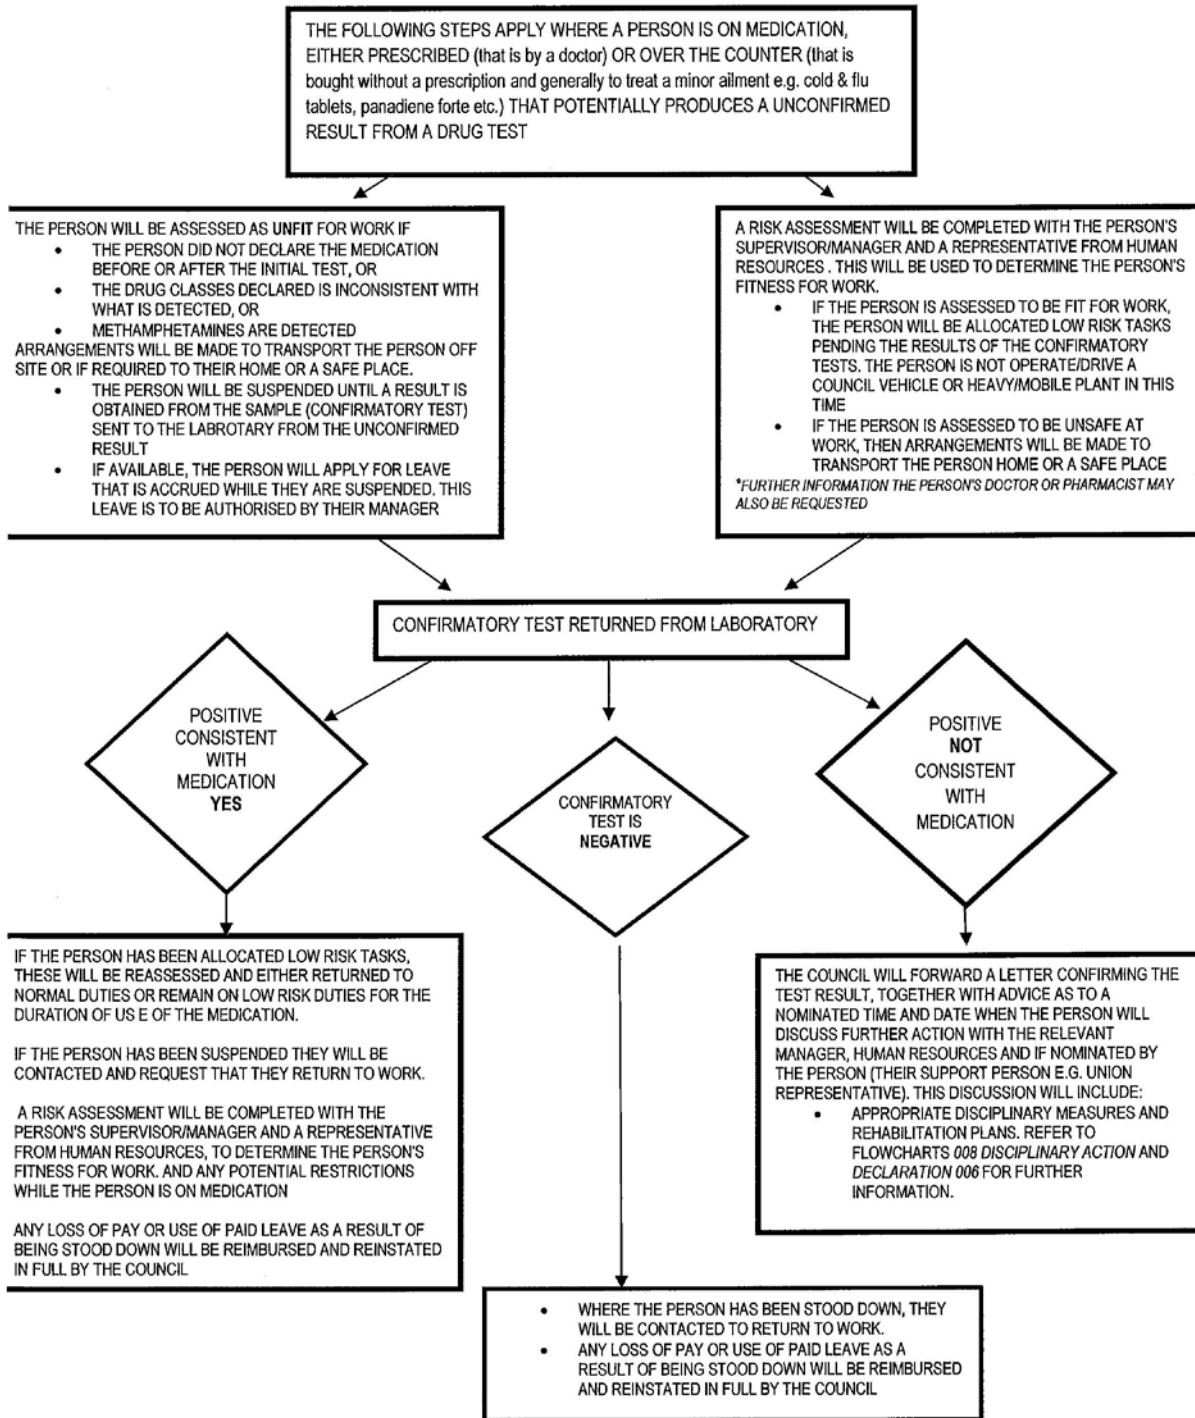 THE FOLLOWING STEPS APPLY WHERE A PERSON IS ON MEDICATION,
EITHER PRESCRIBED (that is by a doctor) OR OVER THE COUNTER (that is
bought without a prescription and generally to treat a minor ailment e.g. cold & flu
tablets, panadiene forte etc.) THAT POTENTIALLY PRODUCES A UNCONFIRMED
RESULT FROM A DRUG TEST
THE PERSON WILL BE ASSESSED AS UNFIT FOR WORK IF
• THE PERSON DID NOT DECLARE THE MEDICATION
BEFORE OR AFTER THE INITIAL TEST, OR
• THE DRUG CLASSES DECLARED IS INCONSISTENT WITH
WHAT IS DETECTED, OR
• METHAMPHETAMINES ARE DETECTED
ARRANGEMENTS WILL BE MADE TO TRANSPORT THE PERSON OFF
SITE OR IF REQUIRED TO THEIR HOME OR A SAFE PLACE.
• THE PERSON WILL BE SUSPENDED UNTIL A RESULT IS
OBTAINED FROM THE SAMPLE (CONFIRMATORY TEST)
SENT TO THE LABROTARY FROM THE UNCONFIRMED
RESULT
• IF AVAILABLE, THE PERSON WILL APPLY FOR LEAVE
THAT IS ACCRUED WHILE THEY ARE SUSPENDED. THIS
LEAVE IS TO BE AUTHORISED BY THEIR MANAGER
A RISK ASSESSMENT WILL BE COMPLETED WITH THE PERSON'S
SUPERVISOR/MANAGER AND A REPRESENTATIVE FROM HUMAN
RESOURCES . THIS WILL BE USED TO DETERMINE THE PERSON'S
FITNESS FOR WORK.
• IF THE PERSON IS ASSESSED TO BE FIT FOR WORK,
THE PERSON WILL BE ALLOCATED LOW RISK TASKS
PENDING THE RESULTS OF THE CONFIRMATORY
TESTS. THE PERSON IS NOT OPERATE/DRIVE A
COUNCIL VEHICLE OR HEAVY/MOBILE PLANT IN THIS
TIME
• IF THE PERSON IS ASSESSED TO BE UNSAFE AT
WORK, THEN ARRANGEMENTS WILL BE MADE TO
TRANSPORT THE PERSON HOME OR A SAFE PLACE
*FURTHER INFORMATION THE PERSON'S DOCTOR OR PHARMACIST MAY
ALSO BE REQUESTED
CONFIRMATORY TEST RETURNED FROM LABORATORY
POSITIVE
CONSISTENT
WITH
MEDICATION
YES
CONFIRMATORY
TEST IS
NEGATIVE
POSITIVE
NOT
CONSISTENT
WITH
MEDICATION
IF THE PERSON HAS BEEN ALLOCATED LOW RISK TASKS,
THESE WILL BE REASSESSED AND EITHER RETURNED TO
NORMAL DUTIES OR REMAIN ON LOW RISK DUTIES FOR THE
DURATION OF US E OF THE MEDICATION.
IF THE PERSON HAS BEEN SUSPENDED THEY WILL BE
CONTACTED AND REQUEST THAT THEY RETURN TO WORK.
A RISK ASSESSMENT WILL BE COMPLETED WITH THE
PERSON'S SUPERVISOR/MANAGER AND A REPRESENTATIVE
FROM HUMAN RESOURCES, TO DETERMINE THE PERSON'S
FITNESS FOR WORK. AND ANY POTENTIAL RESTRICTIONS
WHILE THE PERSON IS ON MEDICATION
ANY LOSS OF PAY OR USE OF PAID LEAVE AS A RESULT OF
BEING STOOD DOWN WILL BE REIMBURSED AND REINSTATED
IN FULL BY THE COUNCIL
THE COUNCIL WILL FORWARD A LETTER CONFIRMING THE
TEST RESULT, TOGETHER WITH ADVICE AS TO A
NOMINATED TIME AND DATE WHEN THE PERSON WILL
DISCUSS FURTHER ACTION WITH THE RELEVANT
MANAGER, HUMAN RESOURCES AND IF NOMINATED BY
THE PERSON (THEIR SUPPORT PERSON E.G. UNION
REPRESENTATIVE). THIS DISCUSSION WILL INCLUDE:
• APPROPRIATE DISCIPLINARY MEASURES AND
REHABILITATION PLANS. REFER TO
FLOWCHARTS 008 DISCIPLINARY ACTION AND
DECLARATION 006 FOR FURTHER
INFORMATION.
• WHERE THE PERSON HAS BEEN STOOD DOWN, THEY
WILL BE CONTACTED TO RETURN TO WORK.
• ANY LOSS OF PAY OR USE OF PAID LEAVE AS A
RESULT OF BEING STOOD DOWN WILL BE REIMBURSED
AND REINSTATED IN FULL BY THE COUNCIL